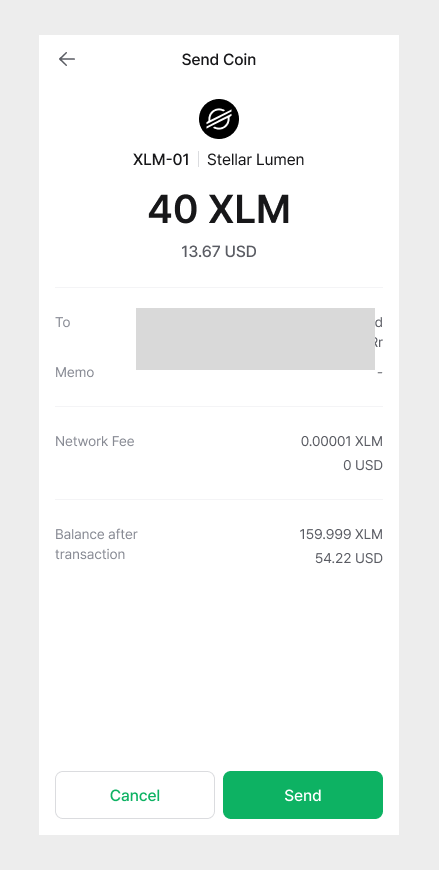 Send Coin
XLM-01 Stellar Lumen
40 XLM
13.67 USD
To
Memo -
Network Fee 0.00001 XLM
0 USD
Balance after 159.999 XLM
transaction 54.22 USD
Cancel Send